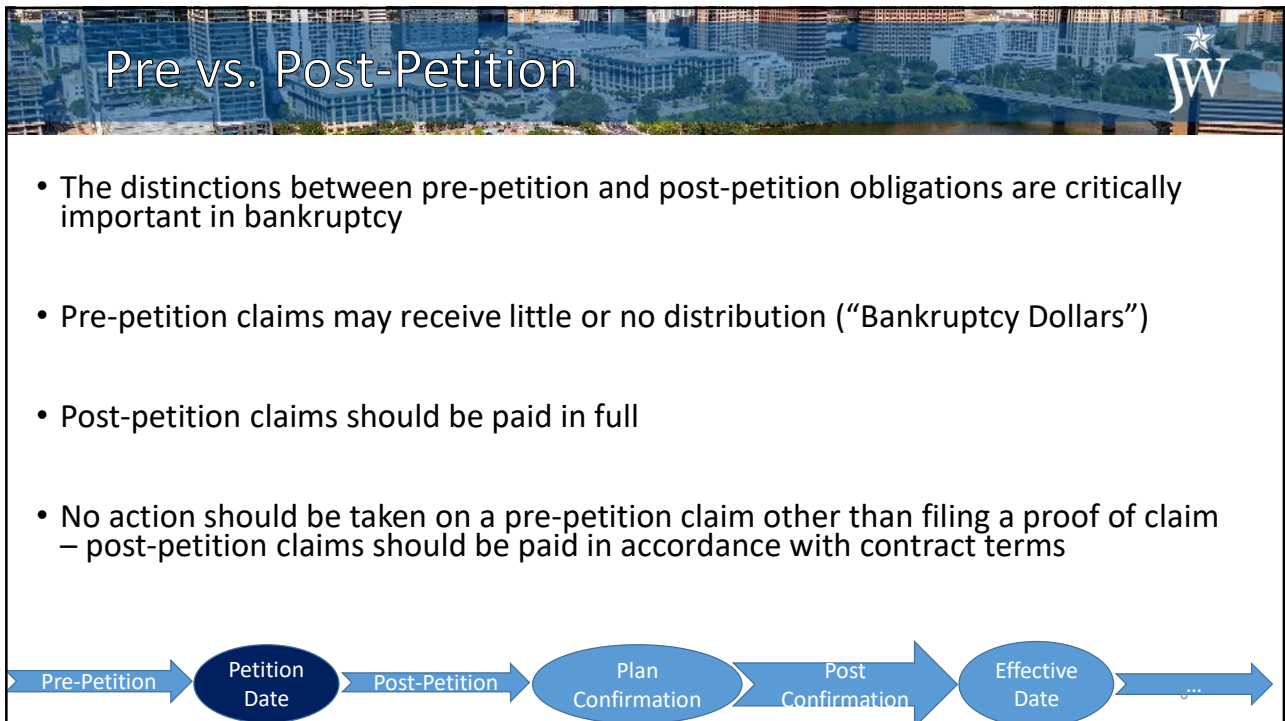 Pre vs. Post-Petition
JW
• The distinctions between pre-petition and post-petition obligations are critically
important in bankruptcy
• Pre-petition claims may receive little or no distribution (“Bankruptcy Dollars”)
• Post-petition claims should be paid in full
• No action should be taken on a pre-petition claim other than filing a proof of claim
– post-petition claims should be paid in accordance with contract terms
Pre-Petition
Petition
Date
Post-Petition
Plan
Confirmation
Post
Confirmation
Effective
Date
...